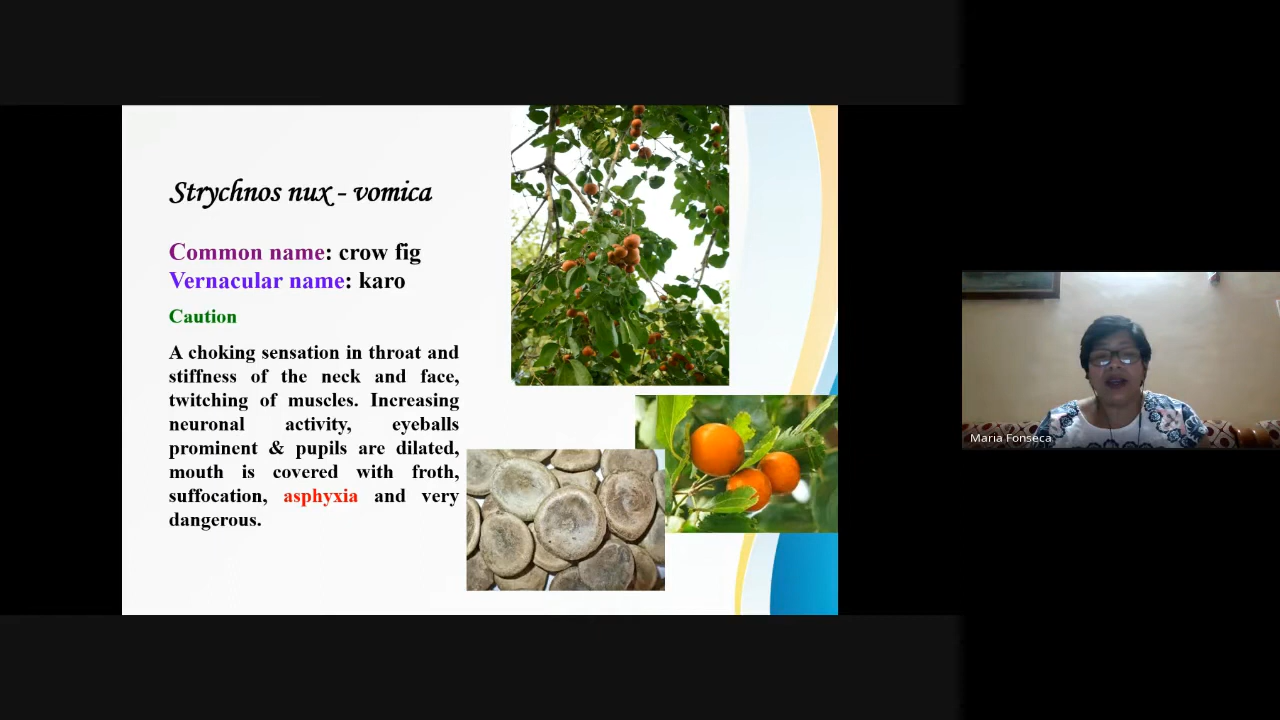 Strychnos nux - vomica
Common name: crow fig
Vernacular name: karo
Caution
A choking sensation in throat and
stiffness of the neck and face,
twitching of muscles. Increasing
neuronal activity, eyeballs
prominent & pupils are dilated,
mouth is covered with froth,
suffocation, asphyxia and very
dangerous.
Maria Fonseca